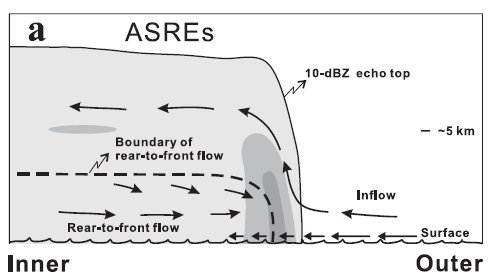 a ASREs
10-dBZ echo top
~5 km
Boundary of
rear-to-front flow
Inflow
Rear-to-front flow
Surface
Inner
Outer